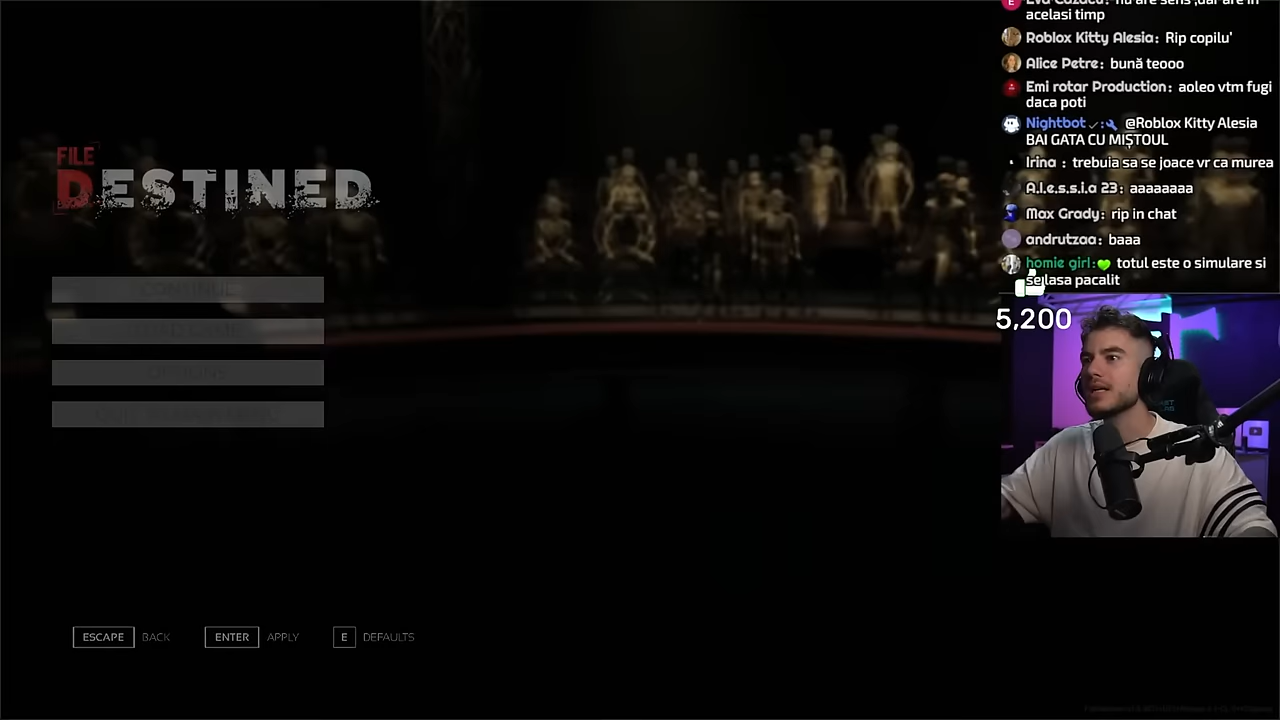 FILE
DESTINED
ESCAPE BACK ENTER APPLY E DEFAULTS
acelasi timp
Roblox Kitty Alesia: Rip copilu'
Alice Petre: bună teooo
Emi rotar Production: aoleo vtm fugi
daca poti
Nightbot: @Roblox Kitty Alesia
BAI GATA CU MIȘTOUL
Irina : trebuia sa se joace vr ca murea
A.l.e.s.s.i.a 23: aaaaaaaa
Max Grady: rip in chat
andrutzaa: baaa
homie girl: totul este o simulare si
se lasa pacalit
5,200